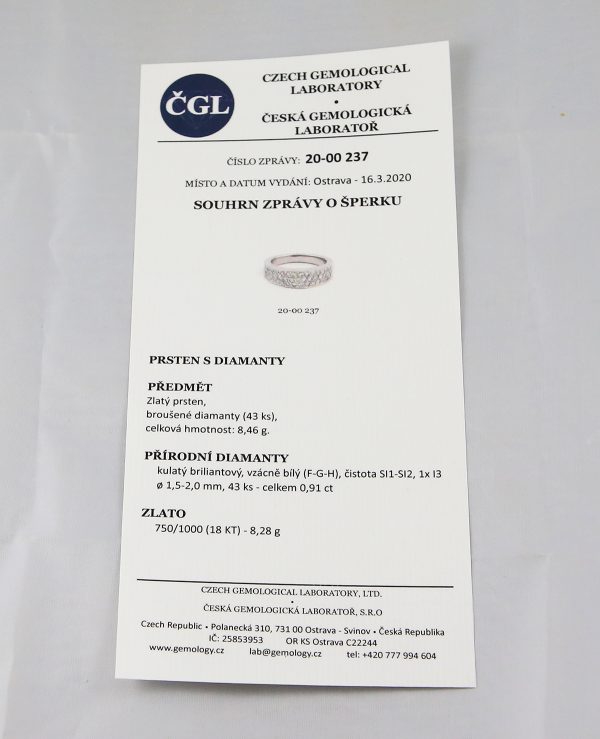 ČGL
CZECH GEMOLOGICAL
LABORATORY
•
ČESKÁ GEMOLOGICKÁ
LABORATOŘ
ČÍSLO ZPRÁVY: 20-00 237
MÍSTO A DATUM VYDÁNÍ: Ostrava - 16.3.2020
SOUHRN ZPRÁVY O ŠPERKU
20-00 237
PRSTEN S DIAMANTY
PŘEDMĚT
Zlatý prsten,
broušené diamanty (43 ks),
celková hmotnost: 8,46 g.
PŘÍRODNÍ DIAMANTY
kulatý briliantový, vzácně bílý (F-G-H), čistota SI1-SI2, 1x I3
ø 1,5-2,0 mm, 43 ks - celkem 0,91 ct
ZLATO
750/1000 (18 KT) - 8,28 g
CZECH GEMOLOGICAL LABORATORY, LTD.
•
ČESKÁ GEMOLOGICKÁ LABORATOŘ, S.R.O
Czech Republic • Polanecká 310, 731 00 Ostrava - Svinov • Česká Republika
IČ: 25853953 OR KS Ostrava C22244
www.gemology.cz lab@gemology.cz tel: +420 777 994 604